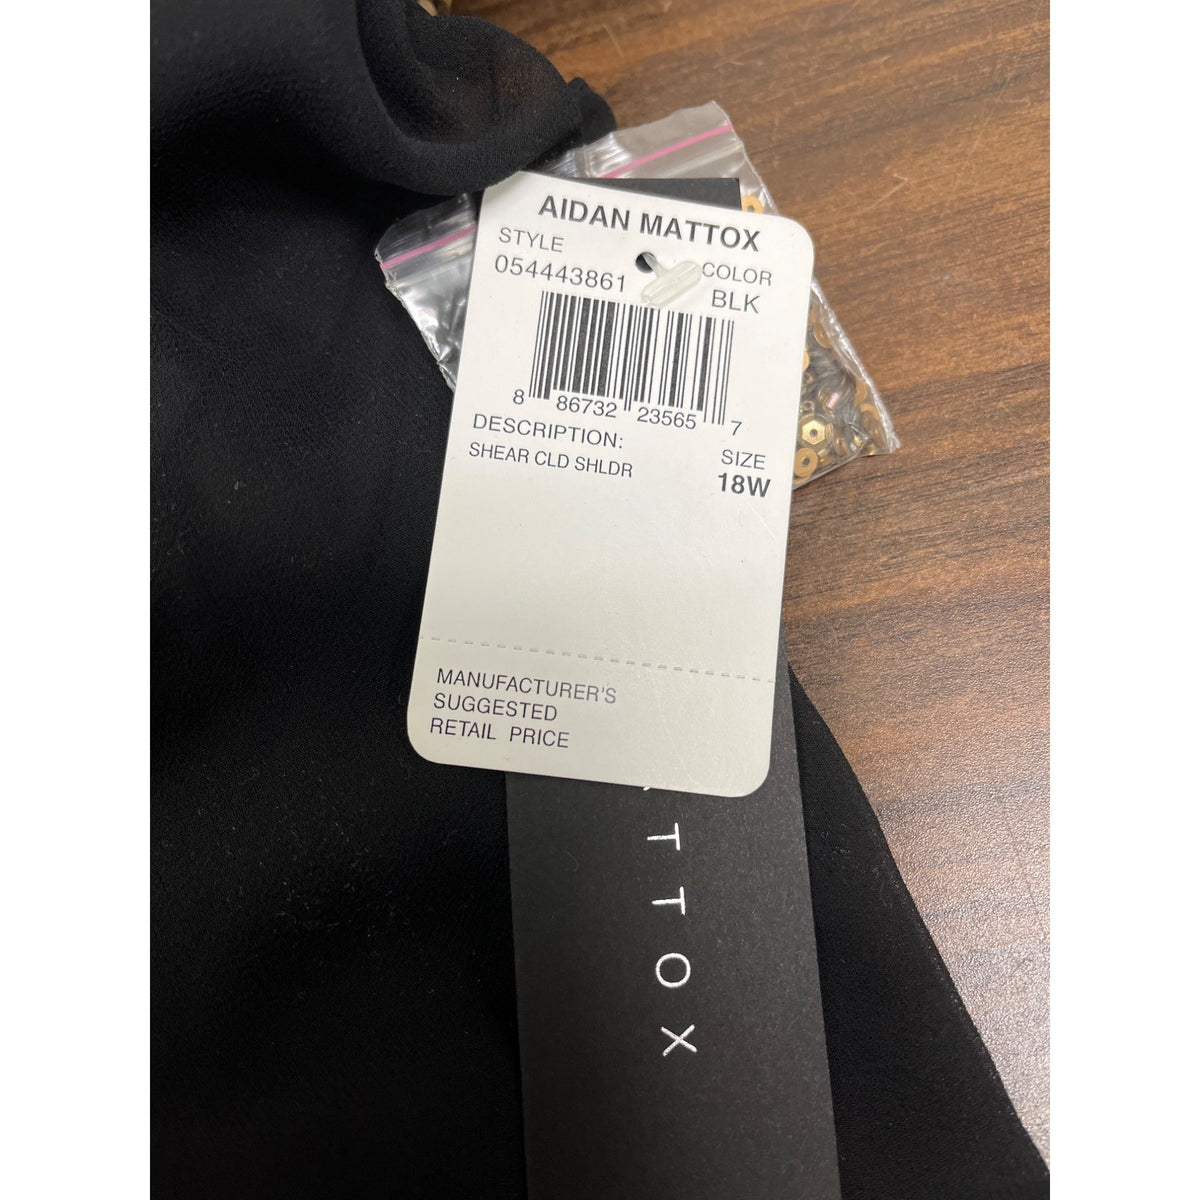 AIDAN MATTOX
STYLE
054443861
COLOR
BLK
8 86732 23565 7
DESCRIPTION:
SHEAR CLD SHLDR
SIZE
18W
MANUFACTURER'S
SUGGESTED
RETAIL PRICE
TTOX